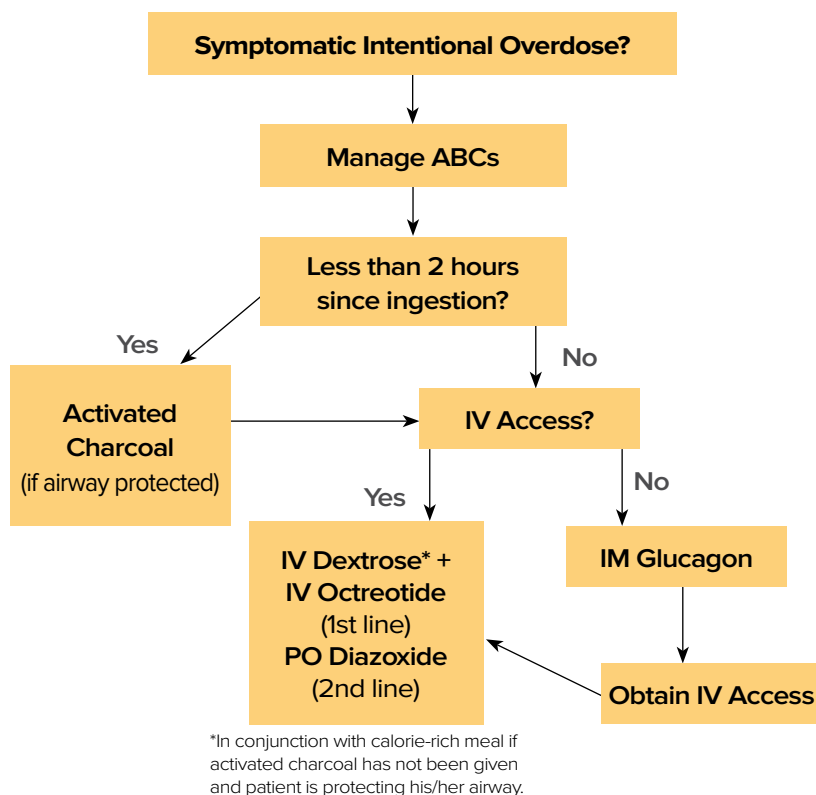 Symptomatic Intentional Overdose?
Manage ABCs
Less than 2 hours
since ingestion?
Yes
No
Activated
Charcoal
(if airway protected)
IV Access?
Yes
No
IV Dextrose* +
IV Octreotide
(1st line)
PO Diazoxide
(2nd line)
IM Glucagon
Obtain IV Access
*In conjunction with calorie-rich meal if
activated charcoal has not been given
and patient is protecting his/her airway.